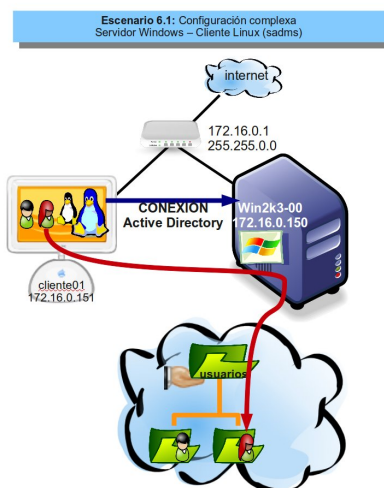 Escenario 6.1: Configuración complexa
Servidor Windows – Cliente Linux (sadms)
internet
172.16.0.1
255.255.0.0
CONEXION
Active Directory
Win2k3-00
172.16.0.150
cliente01
172.16.0.151
usuarios